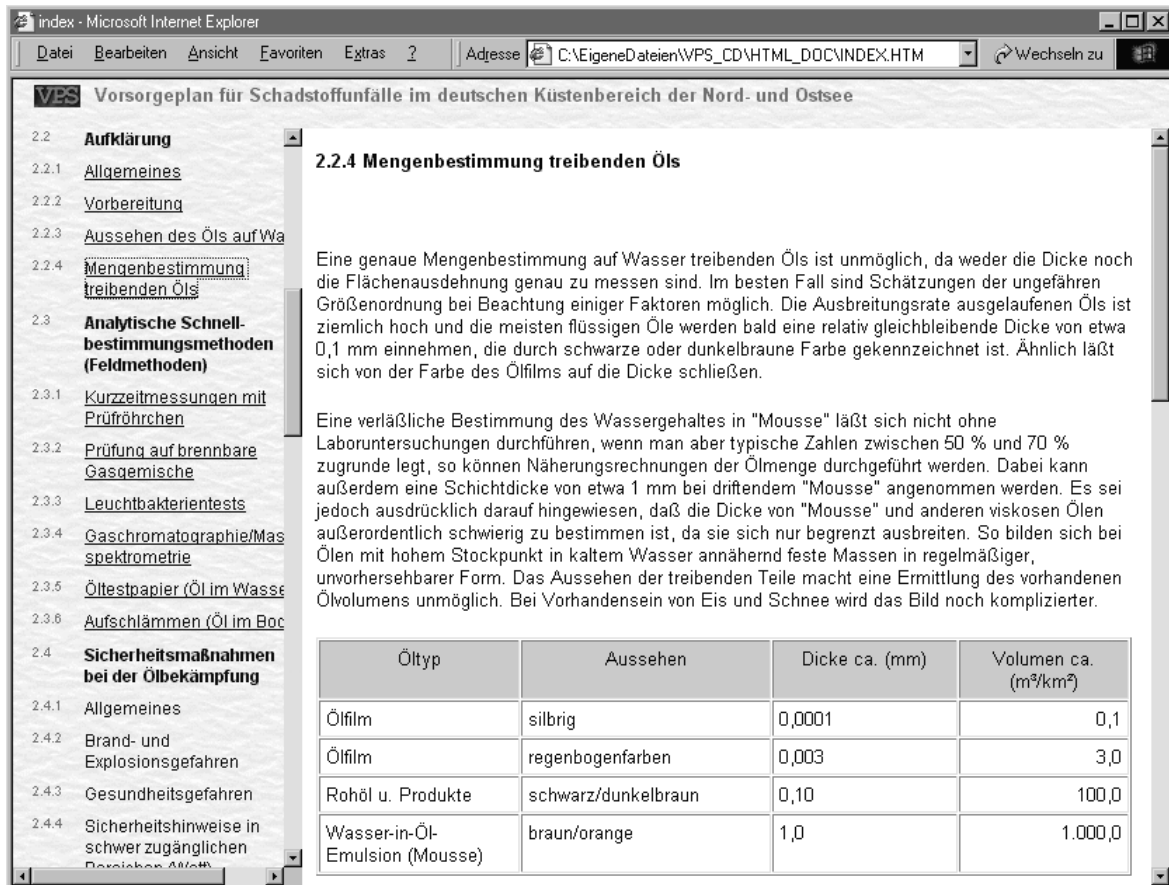 index - Microsoft Internet Explorer
Datei Bearbeiten Ansicht Favoriten Extras ? Adresse C:\EigeneDateien\VPS_CD\HTML_DOC\INDEX.HTM Wechseln zu
VPS Vorsorgeplan für Schadstoffunfälle im deutschen Küstenbereich der Nord- und Ostsee
2.2 Aufklärung
2.2.1 Allgemeines
2.2.2 Vorbereitung
2.2.3 Aussehen des Öls auf Wa
2.2.4 Mengenbestimmung
treibenden Öls
2.3 Analytische Schnell-
bestimmungsmethoden
(Feldmethoden)
2.3.1 Kurzzeitmessungen mit
Prüfröhrchen
2.3.2 Prüfung auf brennbare
Gasgemische
2.3.3 Leuchtbakterientests
2.3.4 Gaschromatographie/Mas
spektrometrie
2.3.5 Öltestpapier (Öl im Wasse
2.3.6 Aufschlämmen (Öl im Boc
2.4 Sicherheitsmaßnahmen
bei der Ölbekämpfung
2.4.1 Allgemeines
2.4.2 Brand- und
Explosionsgefahren
2.4.3 Gesundheitsgefahren
2.4.4 Sicherheitshinweise in
schwer zugänglichen
Bereichen (Watt)
2.2.4 Mengenbestimmung treibenden Öls
Eine genaue Mengenbestimmung auf Wasser treibenden Öls ist unmöglich, da weder die Dicke noch
die Flächenausdehnung genau zu messen sind. Im besten Fall sind Schätzungen der ungefähren
Größenordnung bei Beachtung einiger Faktoren möglich. Die Ausbreitungsrate ausgelaufenen Öls ist
ziemlich hoch und die meisten flüssigen Öle werden bald eine relativ gleichbleibende Dicke von etwa
0,1 mm einnehmen, die durch schwarze oder dunkelbraune Farbe gekennzeichnet ist. Ähnlich läßt
sich von der Farbe des Ölfilms auf die Dicke schließen.
Eine verläßliche Bestimmung des Wassergehaltes in "Mousse" läßt sich nicht ohne
Laboruntersuchungen durchführen, wenn man aber typische Zahlen zwischen 50 % und 70 %
zugrunde legt, so können Näherungsrechnungen der Ölmenge durchgeführt werden. Dabei kann
außerdem eine Schichtdicke von etwa 1 mm bei driftendem "Mousse" angenommen werden. Es sei
jedoch ausdrücklich darauf hingewiesen, daß die Dicke von "Mousse" und anderen viskosen Ölen
außerordentlich schwierig zu bestimmen ist, da sie sich nur begrenzt ausbreiten. So bilden sich bei
Ölen mit hohem Stockpunkt in kaltem Wasser annähernd feste Massen in regelmäßiger,
unvorhersehbarer Form. Das Aussehen der treibenden Teile macht eine Ermittlung des vorhandenen
Ölvolumens unmöglich. Bei Vorhandensein von Eis und Schnee wird das Bild noch komplizierter.
Öltyp Aussehen Dicke ca. (mm) Volumen ca.
(m³/km²)
Ölfilm silbrig 0,0001 0,1
Ölfilm regenbogenfarben 0,003 3,0
Rohöl u. Produkte schwarz/dunkelbraun 0,10 100,0
Wasser-in-Öl- braun/orange 1,0 1.000,0
Emulsion (Mousse)